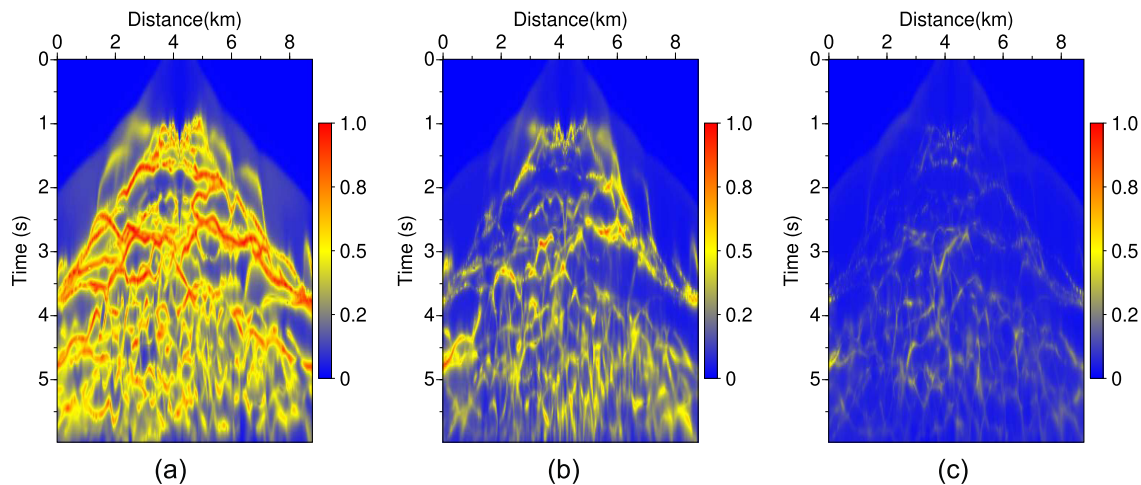 Distance(km) Distance(km) Distance(km)
0 2 4 6 8 0 2 4 6 8 0 2 4 6 8
0 0 0
1 1.0 1 1.0 1 1.0
2 0.8 2 0.8 2 0.8
Time (s) Time (s) Time (s)
3 0.5 3 0.5 3 0.5
4 0.2 4 0.2 4 0.2
5 0 5 0 5 0
(a) (b) (c)